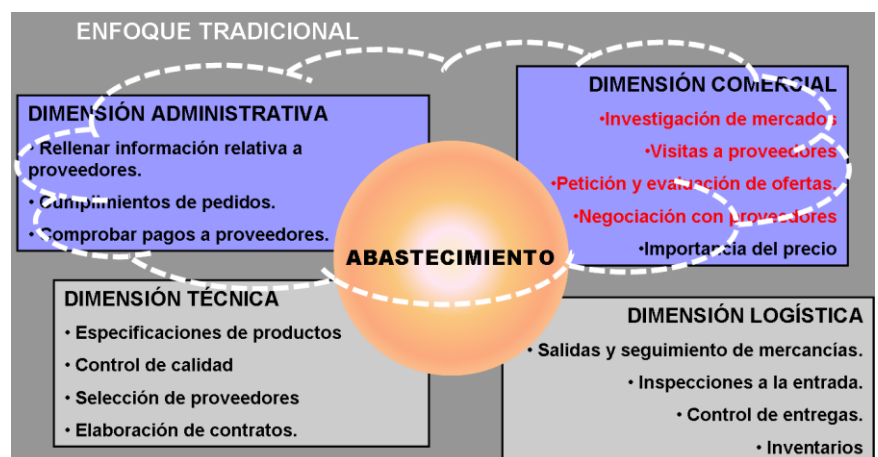 ENFOQUE TRADICIONAL
DIMENSIÓN ADMINISTRATIVA
• Rellenar información relativa a
proveedores.
• Cumplimientos de pedidos.
• Comprobar pagos a proveedores.
DIMENSIÓN COMERCIAL
•Investigación de mercados
•Visitas a proveedores
•Petición y evaluación de ofertas.
•Negociación con proveedores
•Importancia del precio
ABASTECIMIENTO
DIMENSIÓN TÉCNICA
• Especificaciones de productos
• Control de calidad
• Selección de proveedores
• Elaboración de contratos.
DIMENSIÓN LOGÍSTICA
• Salidas y seguimiento de mercancías.
• Inspecciones a la entrada.
• Control de entregas.
• Inventarios